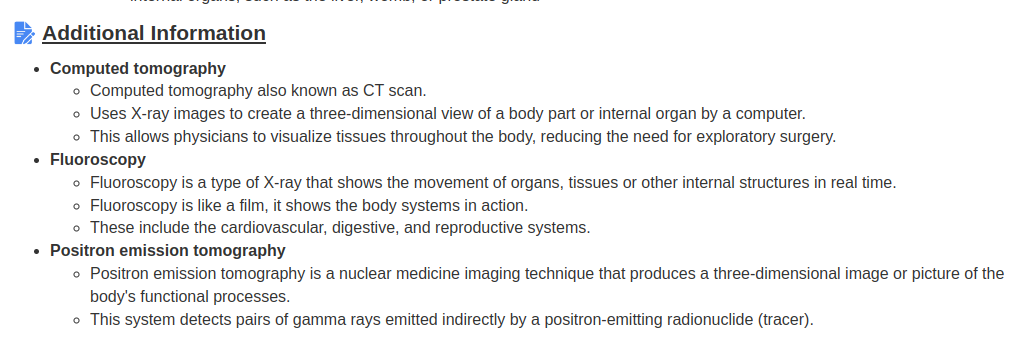 internal organs, such as the liver, womb, or prostate gland
Additional Information
• Computed tomography
◦ Computed tomography also known as CT scan.
◦ Uses X-ray images to create a three-dimensional view of a body part or internal organ by a computer.
◦ This allows physicians to visualize tissues throughout the body, reducing the need for exploratory surgery.
• Fluoroscopy
◦ Fluoroscopy is a type of X-ray that shows the movement of organs, tissues or other internal structures in real time.
◦ Fluoroscopy is like a film, it shows the body systems in action.
◦ These include the cardiovascular, digestive, and reproductive systems.
• Positron emission tomography
◦ Positron emission tomography is a nuclear medicine imaging technique that produces a three-dimensional image or picture of the
body's functional processes.
◦ This system detects pairs of gamma rays emitted indirectly by a positron-emitting radionuclide (tracer).